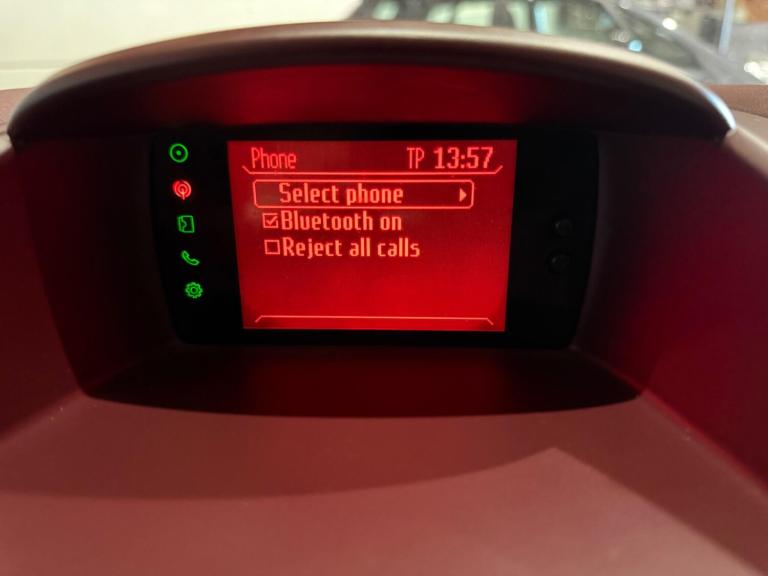 Phone TP 13:57
Select phone
Bluetooth on
Reject all calls